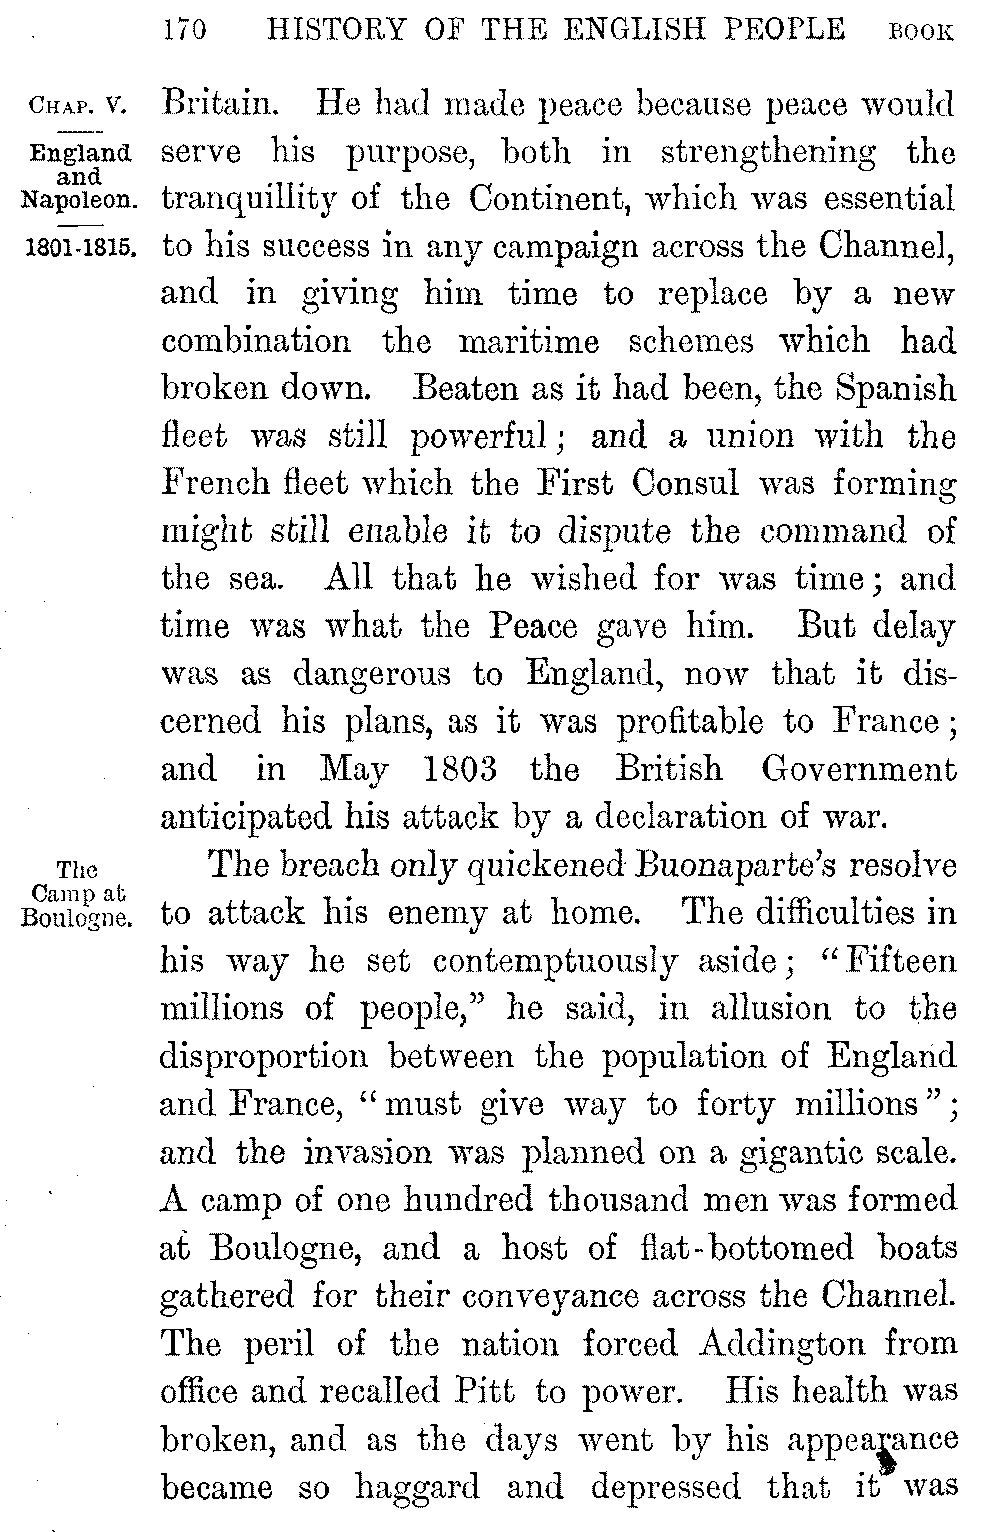 170 HISTORY OF THE ENGLISH PEOPLE BOOK
CHAP. V.
England
and
Napoleon.
1801-1815.
Britain. He had made peace because peace would
serve his purpose, both in strengthening the
tranquillity of the Continent, which was essential
to his success in any campaign across the Channel,
and in giving him time to replace by a new
combination the maritime schemes which had
broken down. Beaten as it had been, the Spanish
fleet was still powerful; and a union with the
French fleet which the First Consul was forming
might still enable it to dispute the command of
the sea. All that he wished for was time; and
time was what the Peace gave him. But delay
was as dangerous to England, now that it dis-
cerned his plans, as it was profitable to France;
and in May 1803 the British Government
anticipated his attack by a declaration of war.
The
Camp at
Boulogne.
The breach only quickened Buonaparte's resolve
to attack his enemy at home. The difficulties in
his way he set contemptuously aside; "Fifteen
millions of people," he said, in allusion to the
disproportion between the population of England
and France, "must give way to forty millions";
and the invasion was planned on a gigantic scale.
A camp of one hundred thousand men was formed
at Boulogne, and a host of flat-bottomed boats
gathered for their conveyance across the Channel.
The peril of the nation forced Addington from
office and recalled Pitt to power. His health was
broken, and as the days went by his appearance
became so haggard and depressed that it was